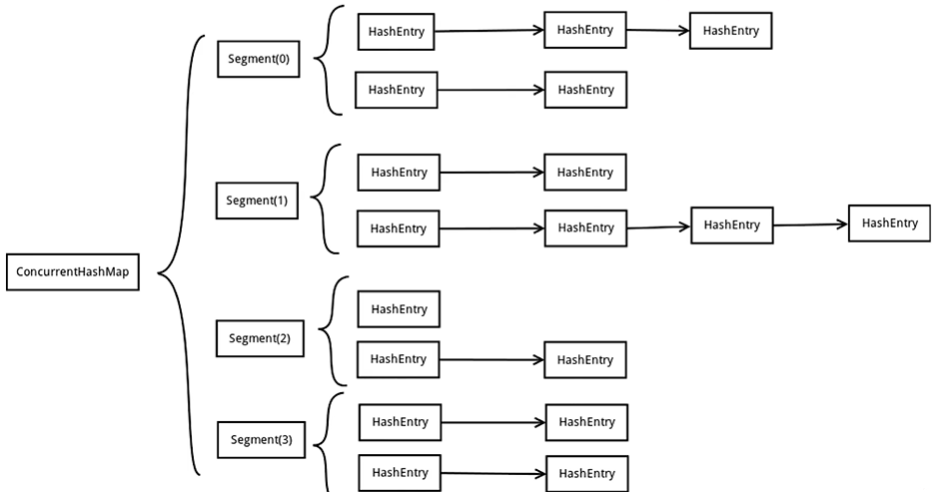 HashEntry HashEntry HashEntry
Segment(0)
HashEntry HashEntry
HashEntry HashEntry
Segment(1)
HashEntry HashEntry HashEntry HashEntry
ConcurrentHashMap
HashEntry
Segment(2)
HashEntry HashEntry
HashEntry HashEntry
Segment(3)
HashEntry HashEntry